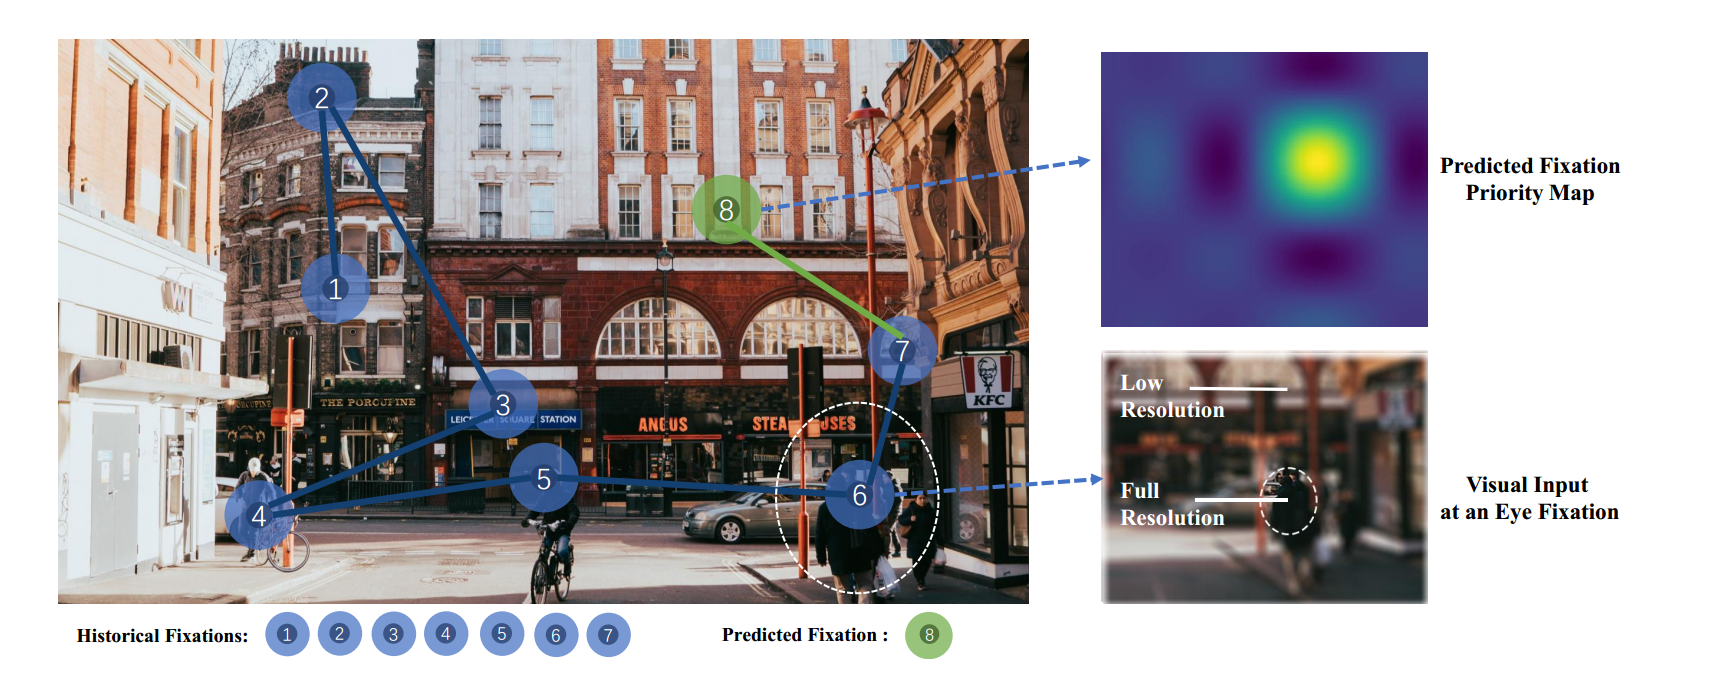 2
8
1
7
3
5
6
4
THE PORCUPINE
ANGUS
KFC
Predicted Fixation
Priority Map
Low
Resolution
Full
Resolution
Visual Input
at an Eye Fixation
Historical Fixations: 1 2 3 4 5 6 7
Predicted Fixation : 8